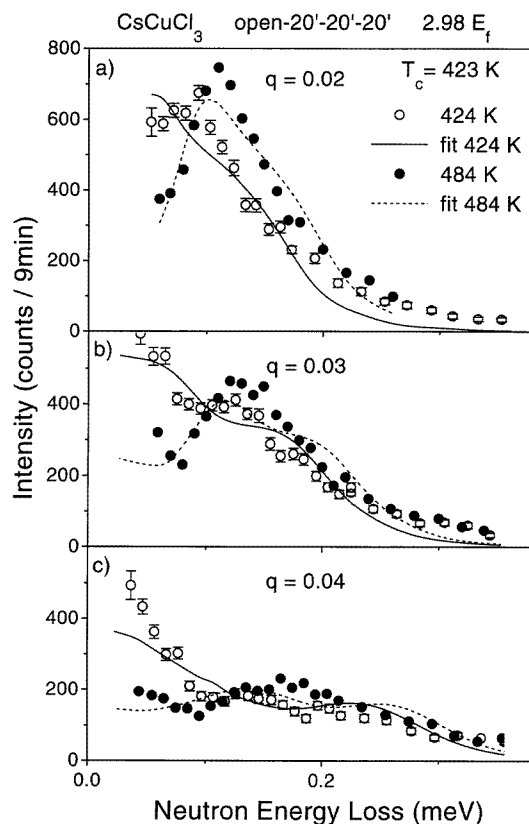 CsCuCl3 open-20'-20'-20' 2.98 Ef
800
a)
q = 0.02
Tc = 423 K
424 K
fit 424 K
484 K
fit 484 K
600
400
200
0
b)
q = 0.03
400
200
0
c)
q = 0.04
400
200
0
0.0
0.2
Intensity (counts / 9min)
Neutron Energy Loss (meV)